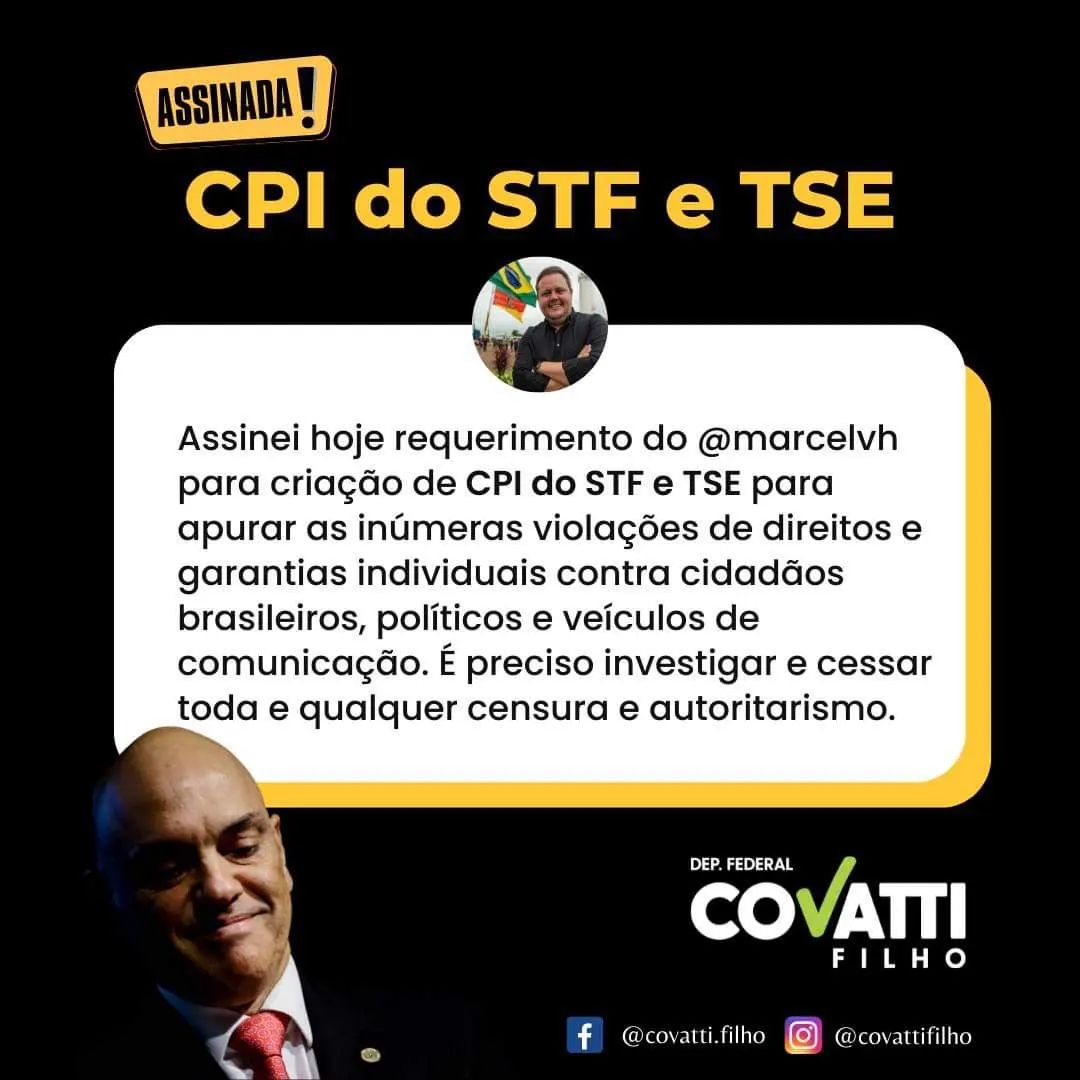 ASSINADA!
CPI do STF e TSE
Assinei hoje requerimento do @marcelvh
para criação de CPI do STF e TSE para
apurar as inúmeras violações de direitos e
garantias individuais contra cidadãos
brasileiros, políticos e veículos de
comunicação. É preciso investigar e cessar
toda e qualquer censura e autoritarismo.
DEP. FEDERAL
COVATTI
FILHO
@covatti.filho @covattifilho